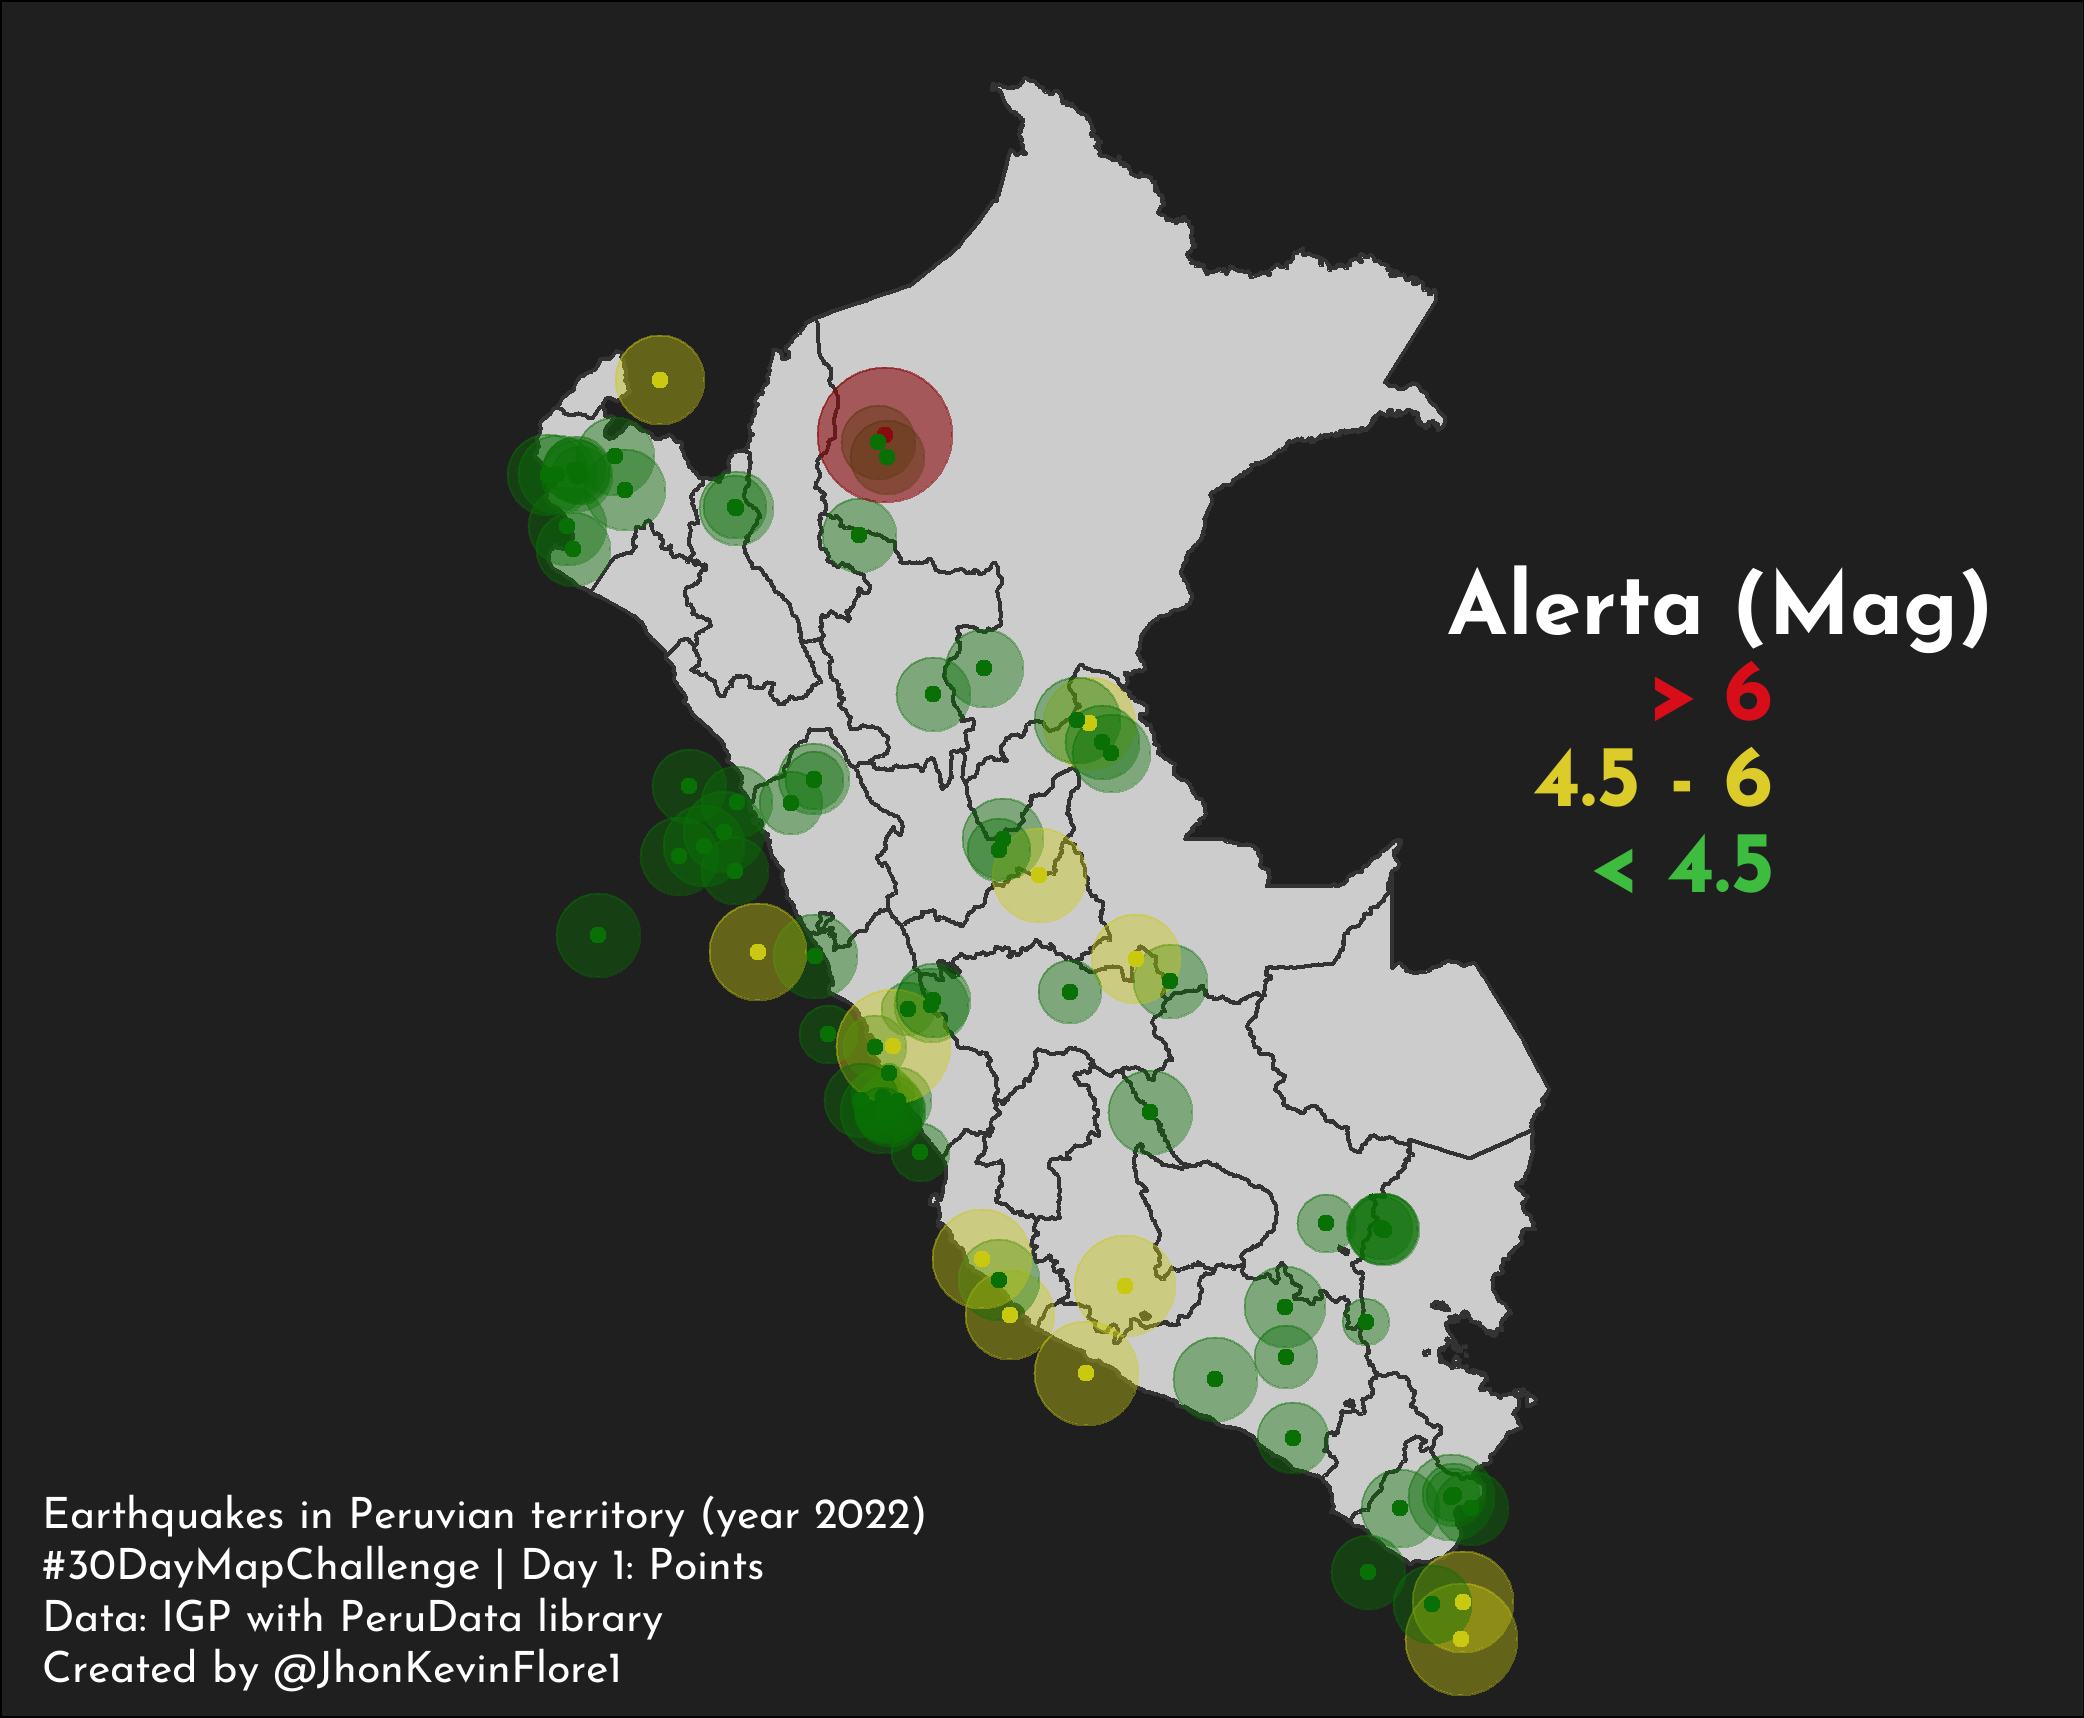 Alerta (Mag)
> 6
4.5 - 6
< 4.5
Earthquakes in Peruvian territory (year 2022)
#30DayMapChallenge | Day 1: Points
Data: IGP with PeruData library
Created by @JhonKevinFlore1